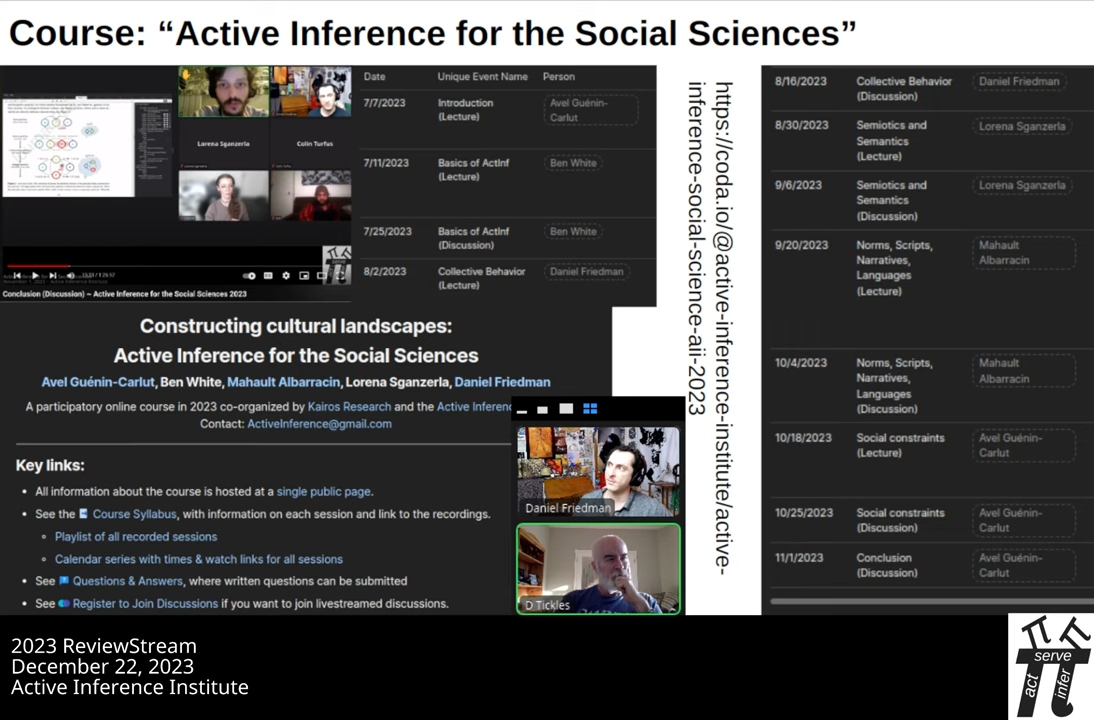 Course: “Active Inference for the Social Sciences”
Lorena Sganzerla
Colin Turfus
Conclusion (Discussion) ~ Active Inference for the Social Sciences 2023
Date Unique Event Name Person
7/7/2023 Introduction Avel Guénin-
(Lecture) Carlut
7/11/2023 Basics of ActInf Ben White
(Lecture)
7/25/2023 Basics of ActInf Ben White
(Discussion)
8/2/2023 Collective Behavior Daniel Friedman
(Lecture)
Constructing cultural landscapes:
Active Inference for the Social Sciences
Avel Guénin-Carlut, Ben White, Mahault Albarracin, Lorena Sganzerla, Daniel Friedman
A participatory online course in 2023 co-organized by Kairos Research and the Active Inferenc
Contact: ActiveInference@gmail.com
Key links:
• All information about the course is hosted at a single public page.
• See the Course Syllabus, with information on each session and link to the recordings.
Playlist of all recorded sessions
Calendar series with times & watch links for all sessions
• See Questions & Answers, where written questions can be submitted
• See Register to Join Discussions if you want to join livestreamed discussions.
Daniel Friedman
D Tickles
https://coda.io/@active-inference-institute/active-
inference-social-science-aii-2023
8/16/2023 Collective Behavior Daniel Friedman
(Discussion)
8/30/2023 Semiotics and Lorena Sganzerla
Semantics
(Lecture)
9/6/2023 Semiotics and Lorena Sganzerla
Semantics
(Discussion)
9/20/2023 Norms, Scripts, Mahault
Narratives, Albarracin
Languages
(Lecture)
10/4/2023 Norms, Scripts, Mahault
Narratives, Albarracin
Languages
(Discussion)
10/18/2023 Social constraints Avel Guénin-
(Lecture) Carlut
10/25/2023 Social constraints Avel Guénin-
(Discussion) Carlut
11/1/2023 Conclusion Avel Guénin-
(Discussion) Carlut
2023 ReviewStream
December 22, 2023
Active Inference Institute
serve
act
infer